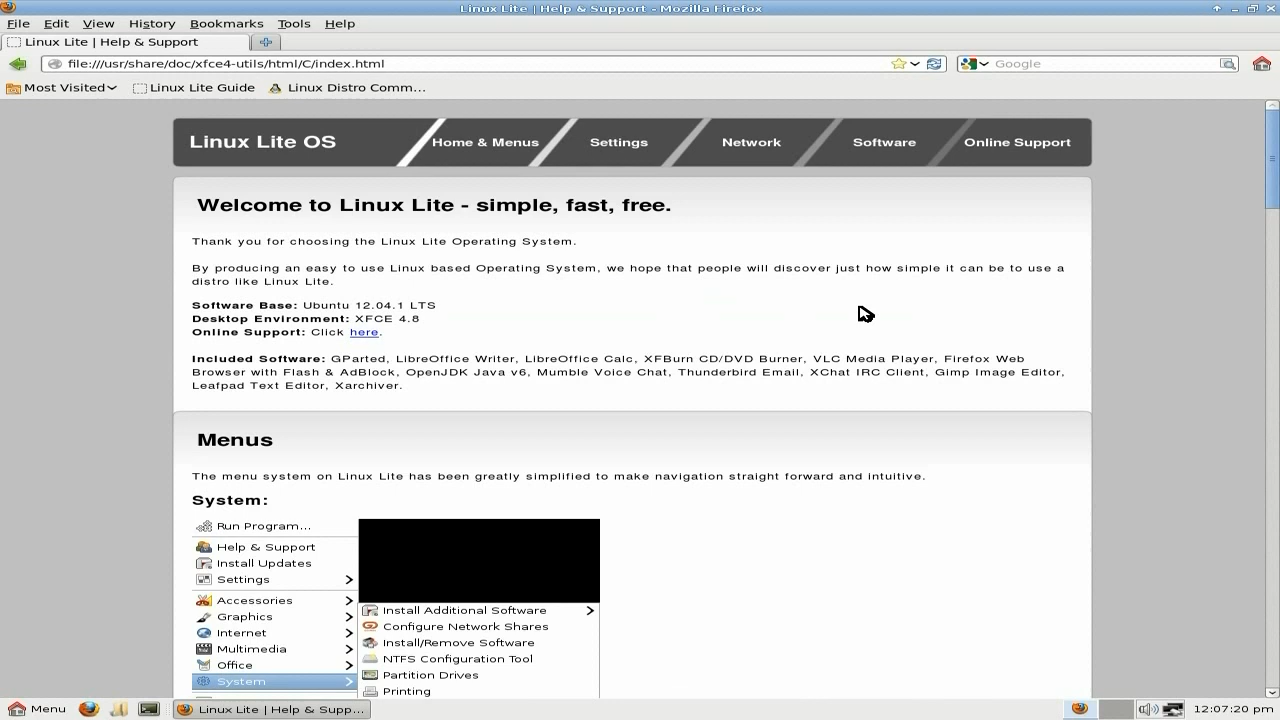 Linux Lite | Help & Support - Mozilla Firefox
File Edit View History Bookmarks Tools Help
Linux Lite | Help & Support
file:///usr/share/doc/xfce4-utils/html/C/index.html
Google
Most Visited
Linux Lite Guide
Linux Distro Comm...
Linux Lite OS
Home & Menus
Settings
Network
Software
Online Support
Welcome to Linux Lite - simple, fast, free.
Thank you for choosing the Linux Lite Operating System.
By producing an easy to use Linux based Operating System, we hope that people will discover just how simple it can be to use a
distro like Linux Lite.
Software Base: Ubuntu 12.04.1 LTS
Desktop Environment: XFCE 4.8
Online Support: Click here.
Included Software: GParted, LibreOffice Writer, LibreOffice Calc, XFBurn CD/DVD Burner, VLC Media Player, Firefox Web
Browser with Flash & AdBlock, OpenJDK Java v6, Mumble Voice Chat, Thunderbird Email, XChat IRC Client, Gimp Image Editor,
Leafpad Text Editor, Xarchiver.
Menus
The menu system on Linux Lite has been greatly simplified to make navigation straight forward and intuitive.
System:
Run Program...
Help & Support
Install Updates
Settings
Accessories
Graphics
Internet
Multimedia
Office
System
Install Additional Software
Configure Network Shares
Install/Remove Software
NTFS Configuration Tool
Partition Drives
Printing
Menu
Linux Lite | Help & Supp...
12:07:20 pm